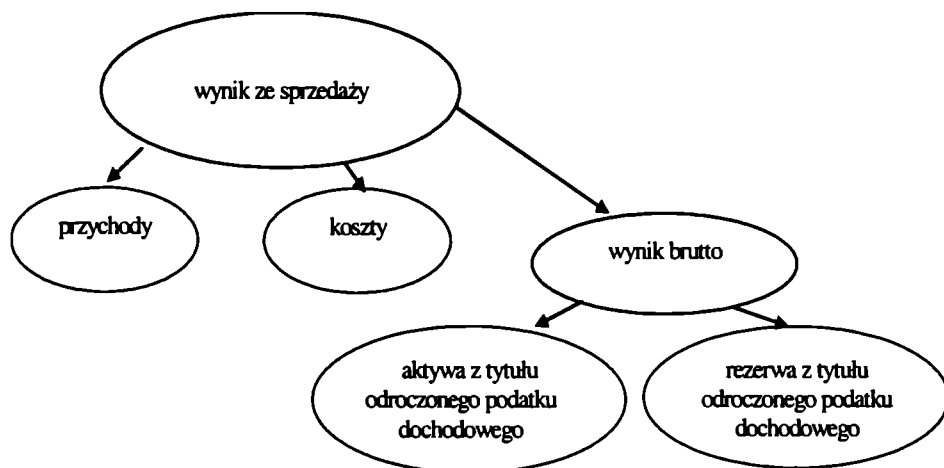 wynik ze sprzedaży
przychody
koszty
wynik brutto
aktywa z tytułu
odroczonego podatku
dochodowego
rezerwa z tytułu
odroczonego podatku
dochodowego